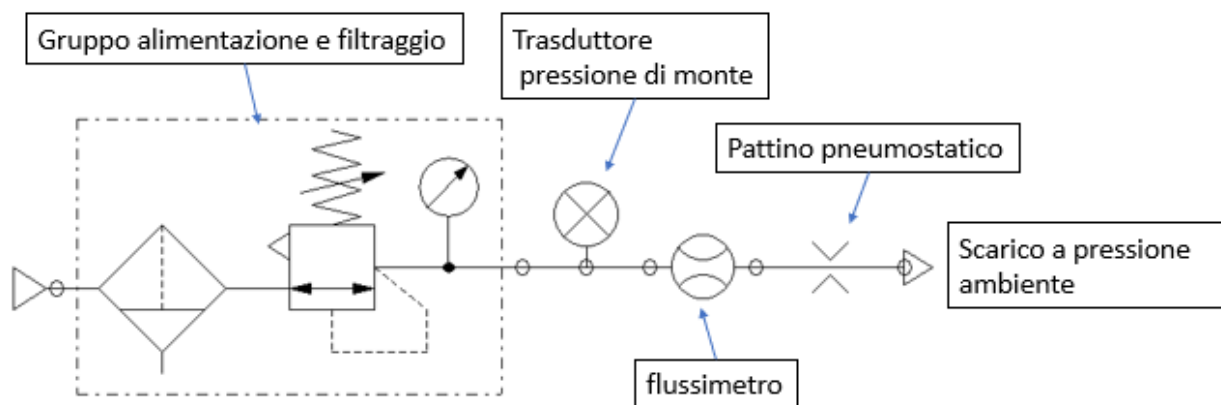 Gruppo alimentazione e filtraggio
Trasduttore
pressione di monte
Pattino pneumostatico
Scarico a pressione
ambiente
flussimetro